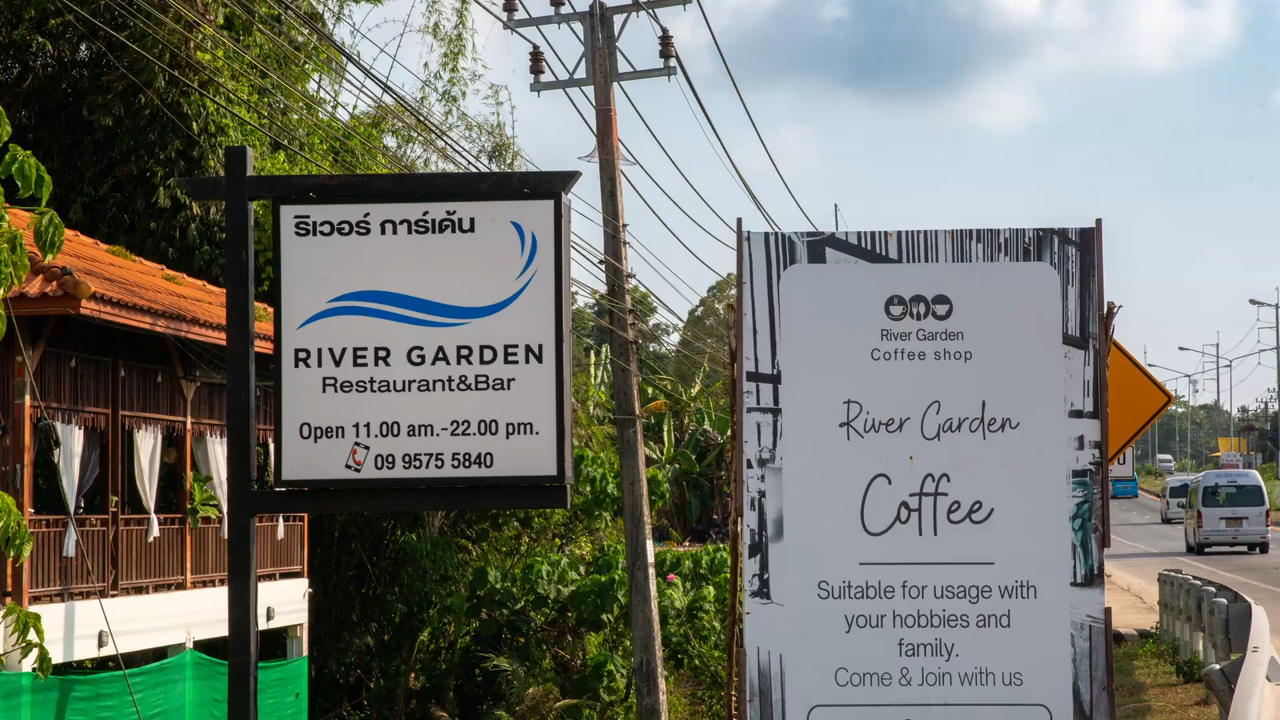 ริเวอร์ การ์เด้น
RIVER GARDEN
Restaurant&Bar
Open 11.00 am.-22.00 pm.
09 9575 5840
River Garden
Coffee shop
River Garden
Coffee
Suitable for usage with
your hobbies and
family.
Come & Join with us